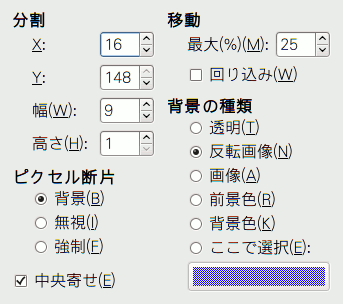 分割
X: 16
Y: 148
幅(W): 9
高さ(H): 1
ピクセル断片
背景(B)
無視(I)
強制(F)
中央寄せ(E)
移動
最大(%)(M): 25
回り込み(W)
背景の種類
透明(T)
反転画像(N)
画像(A)
前景色(R)
背景色(K)
ここで選択(E):